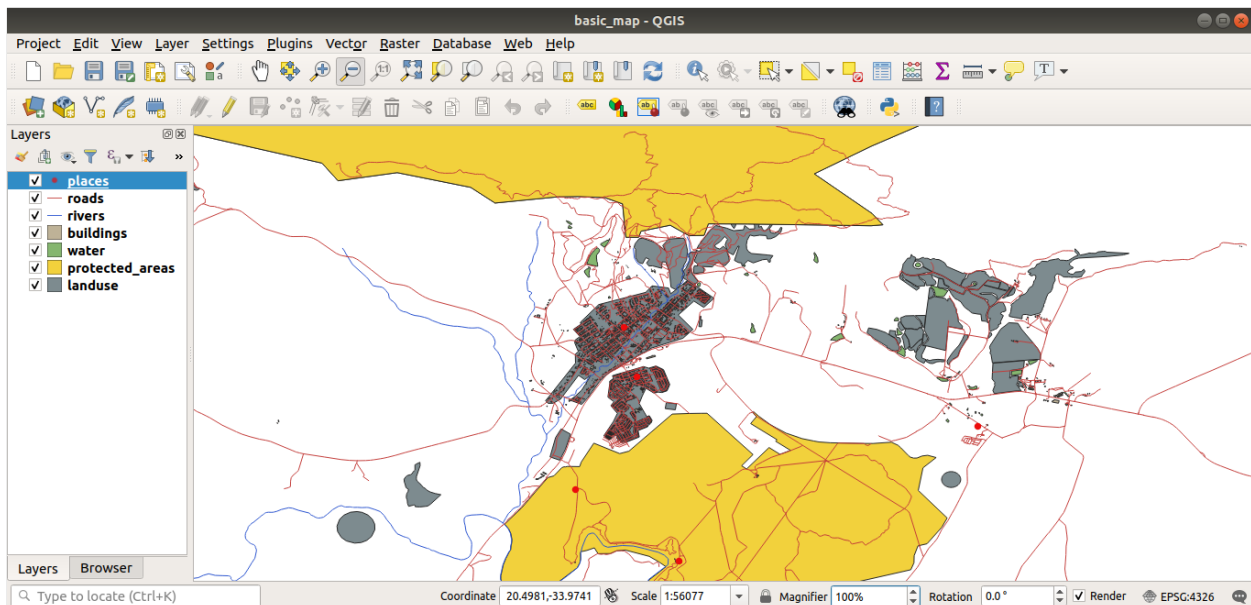 basic_map - QGIS
Project Edit View Layer Settings Plugins Vector Raster Database Web Help
abc
Layers
places
roads
rivers
buildings
water
protected_areas
landuse
Layers Browser
Type to locate (Ctrl+K) Coordinate 20.4981,-33.9741 Scale 1:56077 Magnifier 100% Rotation 0.0° Render EPSG:4326